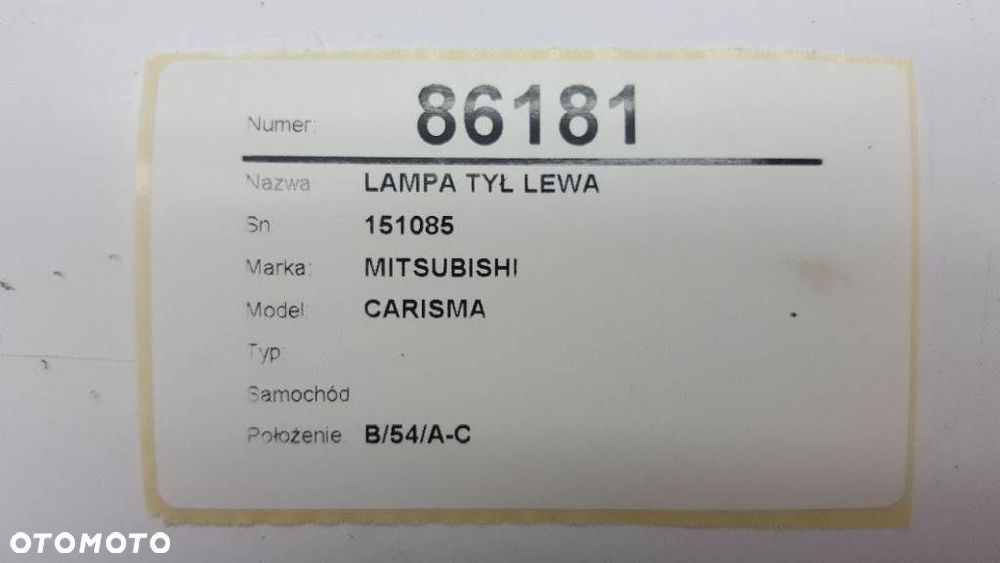 Numer: 86181
Nazwa LAMPA TYŁ LEWA
Sn 151085
Marka: MITSUBISHI
Model: CARISMA
Typ
Samochód
Położenie B/54/A-C
OTOMOTO